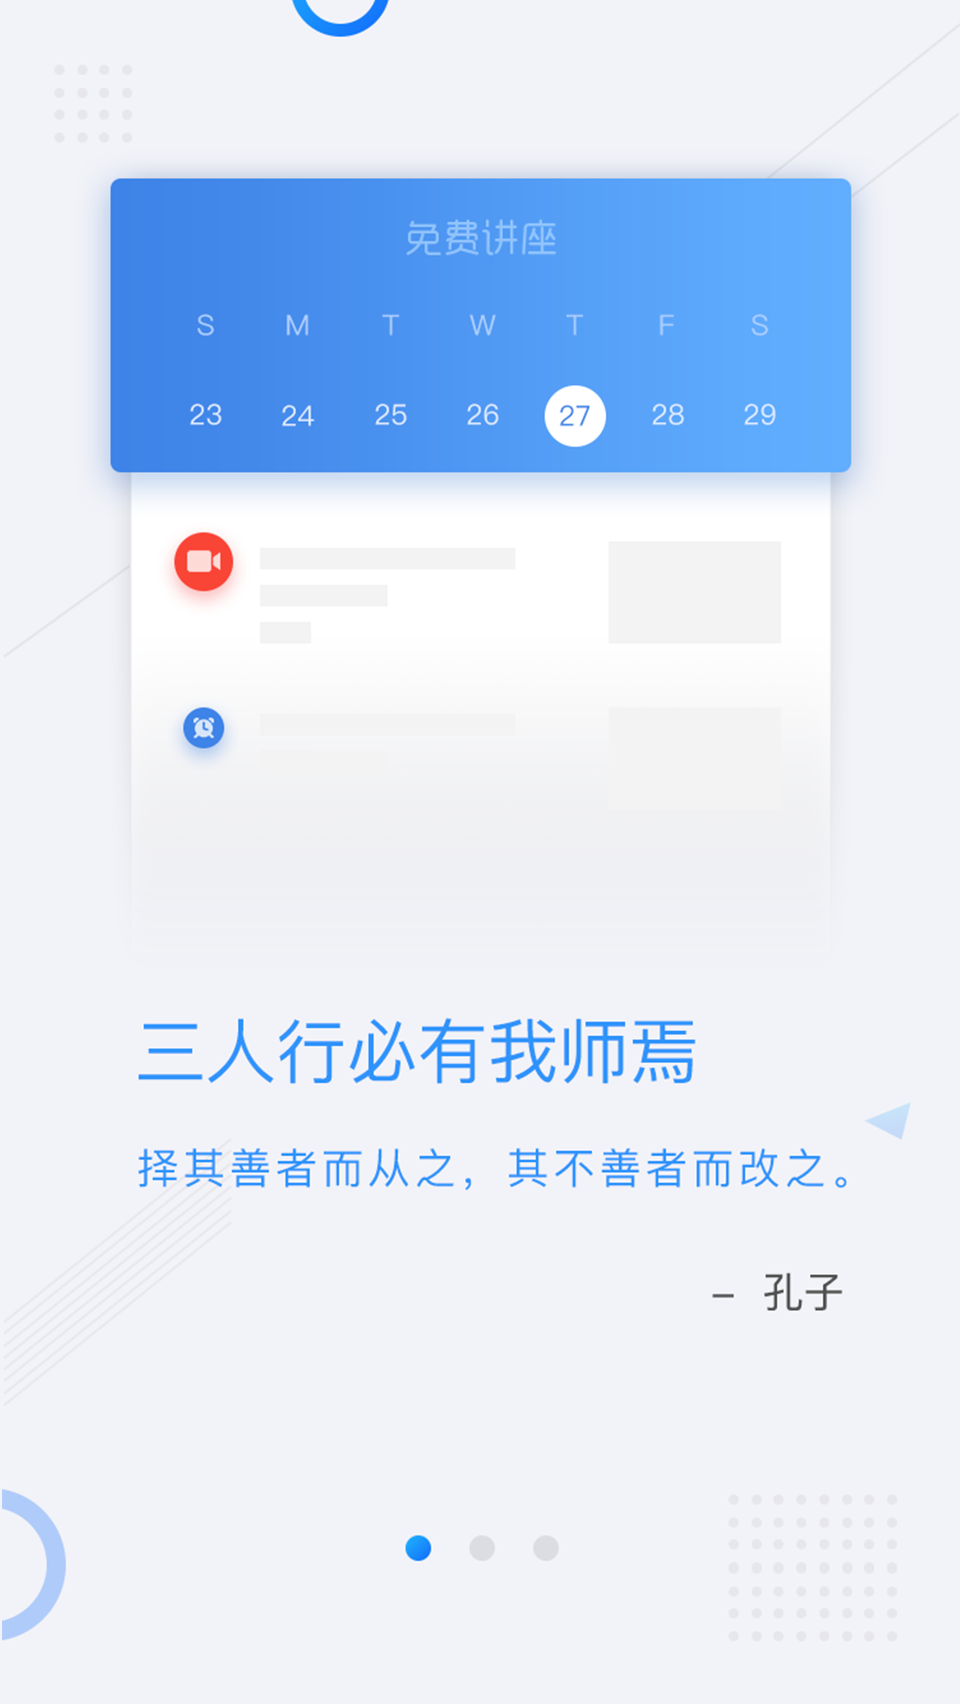 免费讲座
S M T W T F S
23 24 25 26 27 28 29
三人行必有我师焉
择其善者而从之，其不善者而改之。
– 孔子